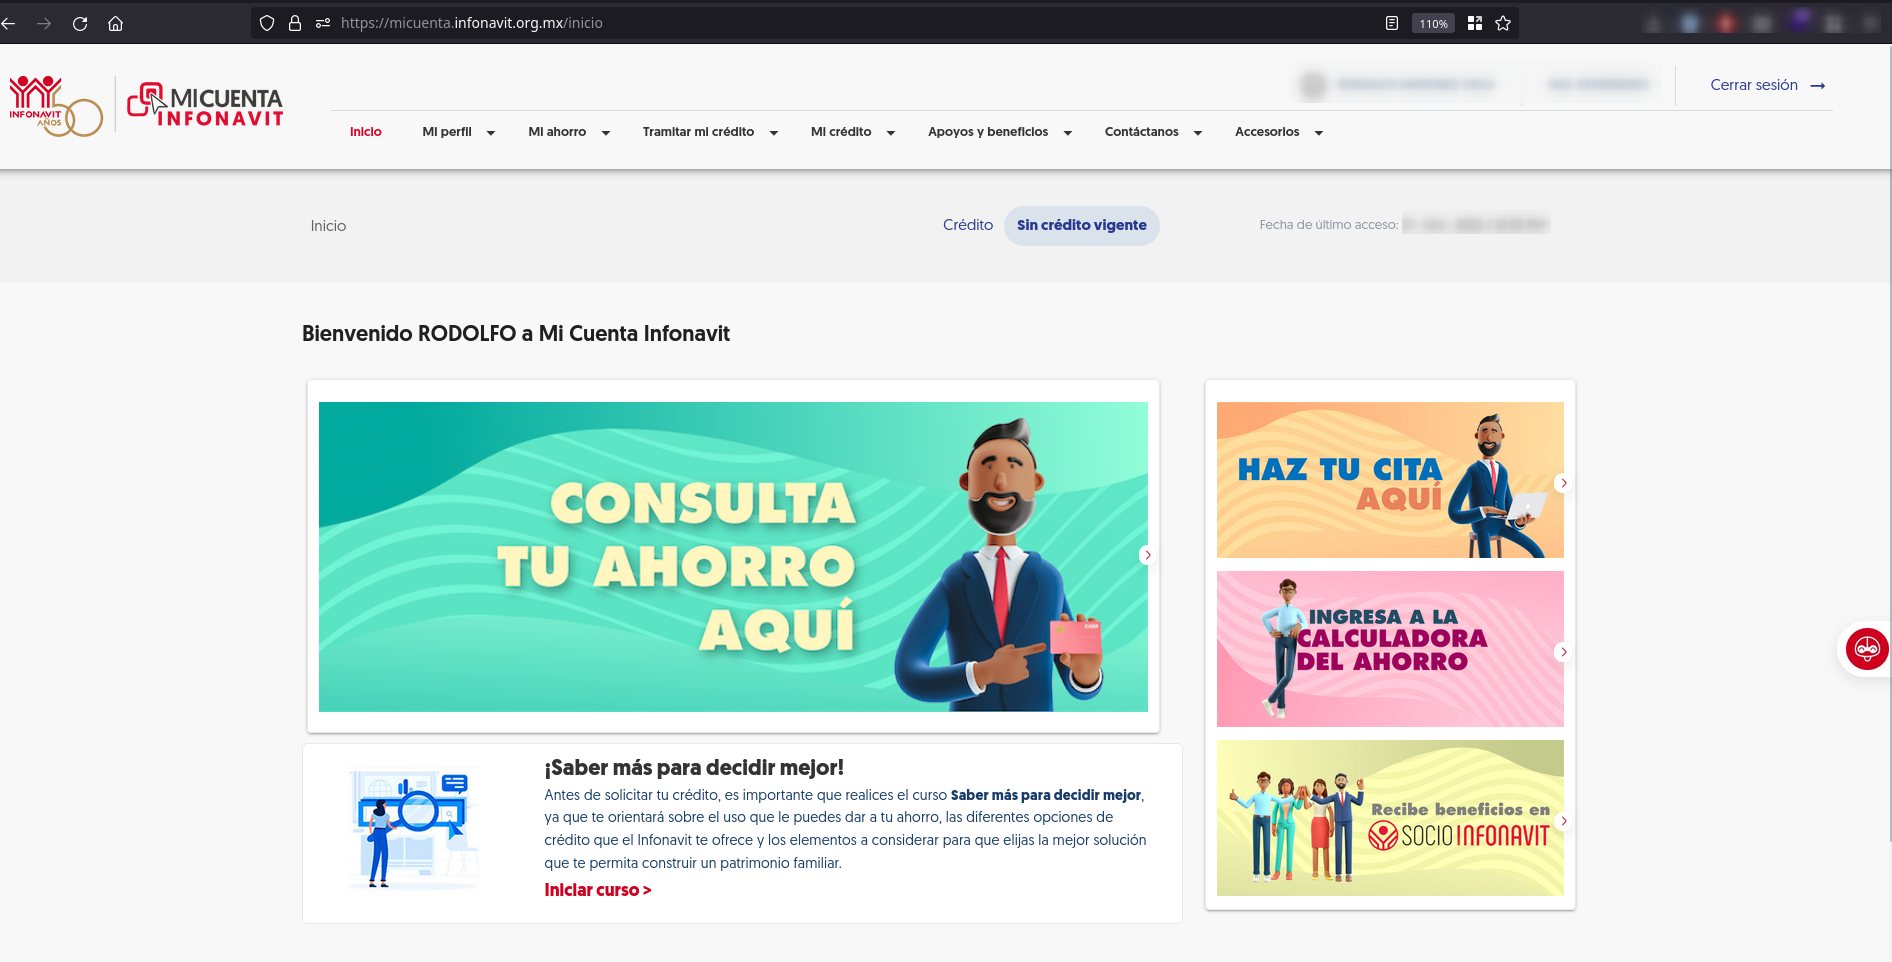 https://micuenta.infonavit.org.mx/inicio
110%
INFONAVIT
AÑOS
MI CUENTA
INFONAVIT
Cerrar sesión
Inicio
Mi perfil
Mi ahorro
Tramitar mi crédito
Mi crédito
Apoyos y beneficios
Contáctanos
Accesorios
Inicio
Crédito
Sin crédito vigente
Fecha de último acceso:
Bienvenido RODOLFO a Mi Cuenta Infonavit
CONSULTA
TU AHORRO
AQUÍ
HAZ TU CITA
AQUÍ
INGRESA A LA
CALCULADORA
DEL AHORRO
Recibe beneficios en
SOCIO INFONAVIT
¡Saber más para decidir mejor!
Antes de solicitar tu crédito, es importante que realices el curso Saber más para decidir mejor,
ya que te orientará sobre el uso que le puedes dar a tu ahorro, las diferentes opciones de
crédito que el Infonavit te ofrece y los elementos a considerar para que elijas la mejor solución
que te permita construir un patrimonio familiar.
Iniciar curso >